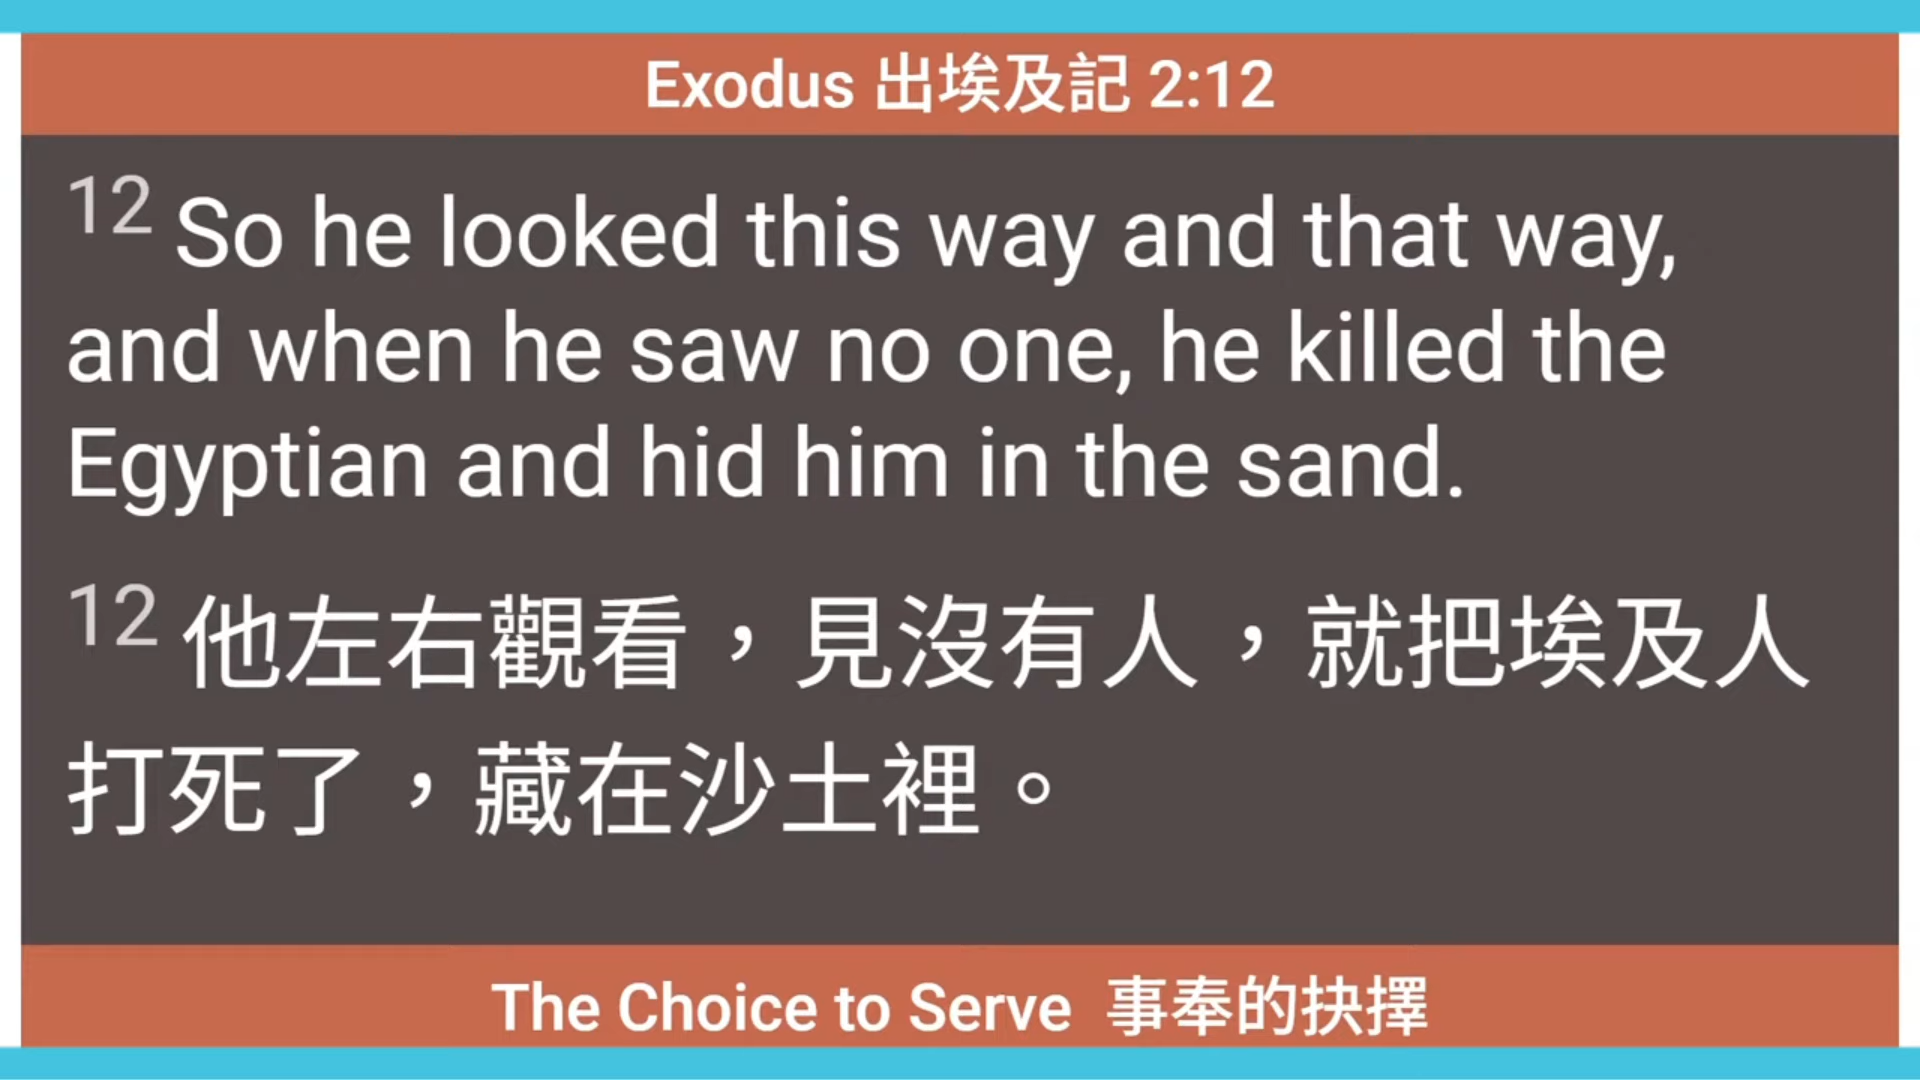 Exodus 出埃及記 2:12
12 So he looked this way and that way,
and when he saw no one, he killed the
Egyptian and hid him in the sand.
12 他左右觀看，見沒有人，就把埃及人
打死了，藏在沙土裡。
The Choice to Serve 事奉的抉擇